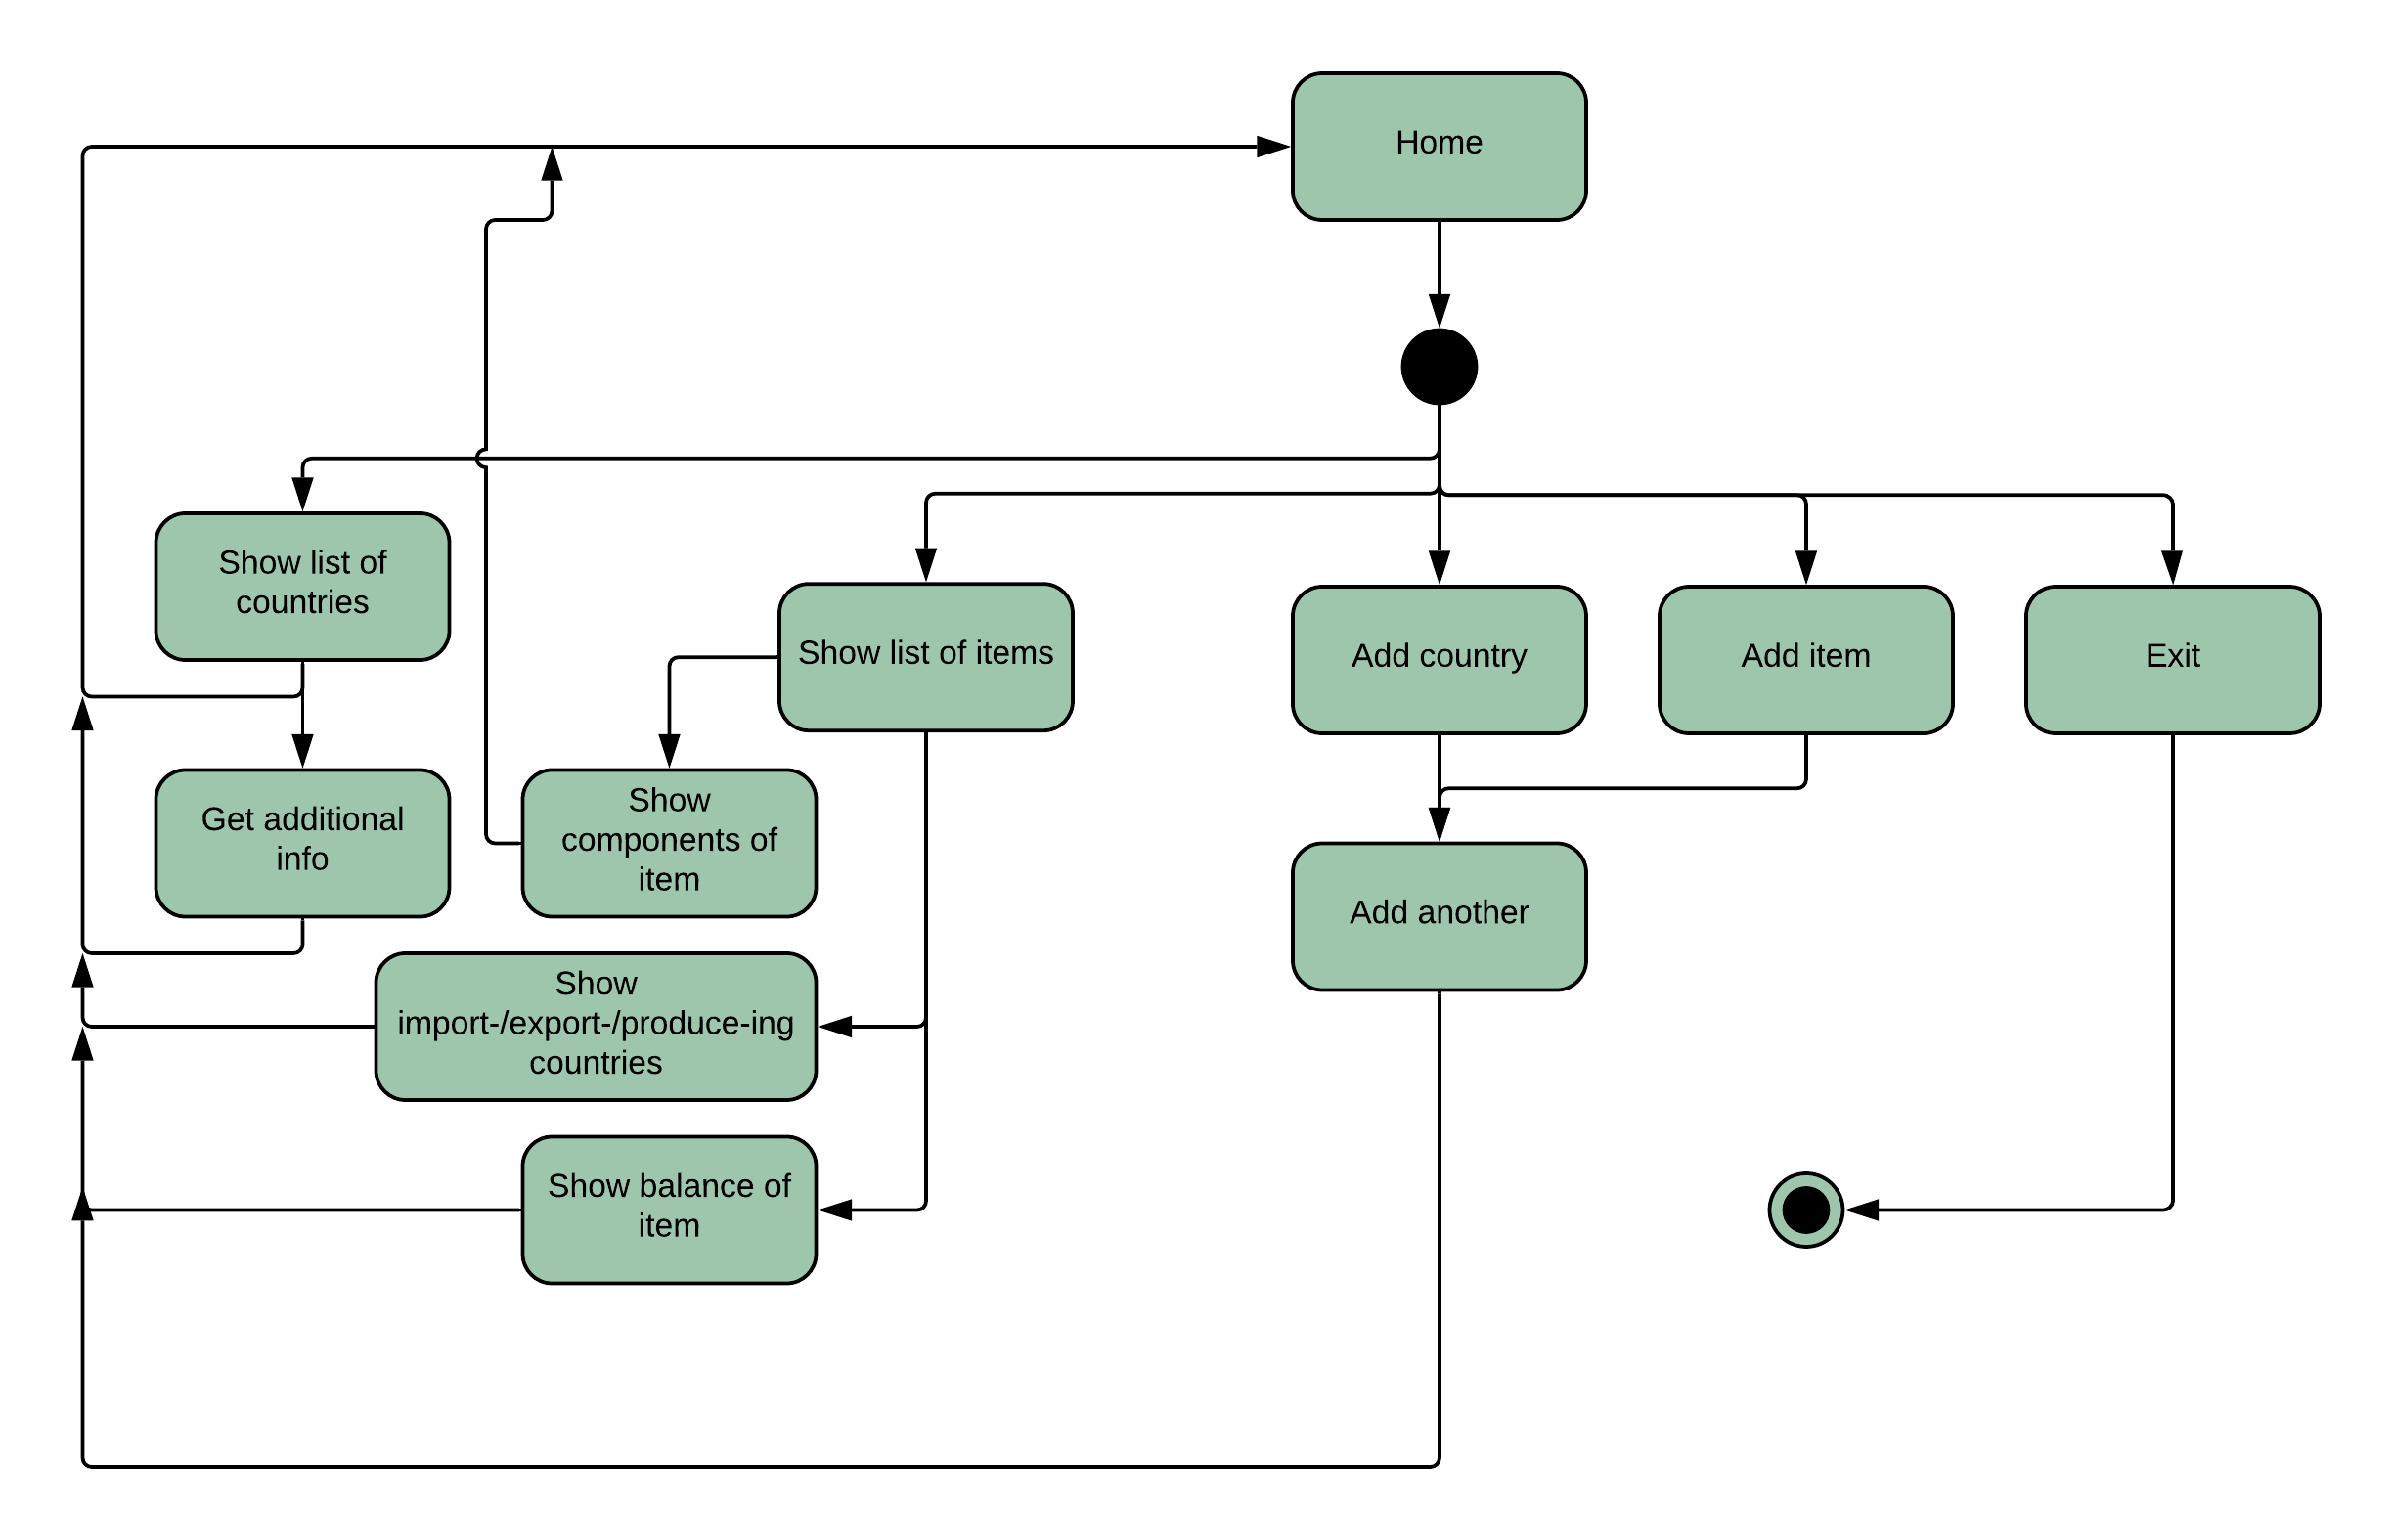 Home
Show list of
countries
Show list of items
Add country
Add item
Exit
Get additional
info
Show
components of
item
Add another
Show
import-/export-/produce-ing
countries
Show balance of
item